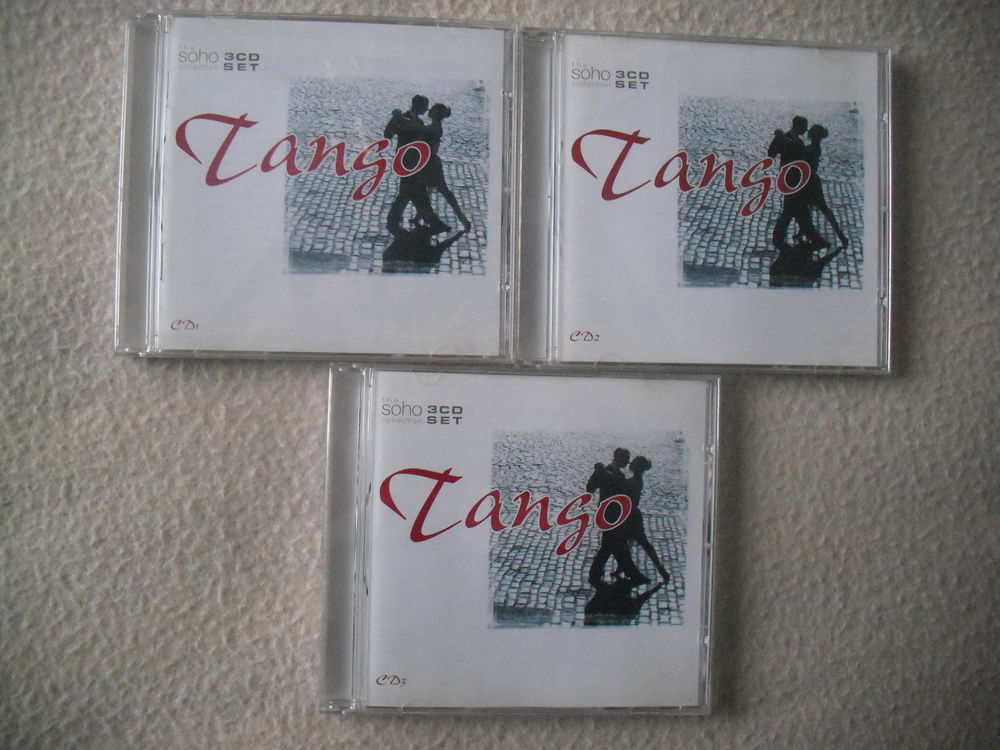 the
soho
collection
3CD
SET
Tango
CD1
the
soho
collection
3CD
SET
Tango
CD2
the
soho
collection
3CD
SET
Tango
CD3